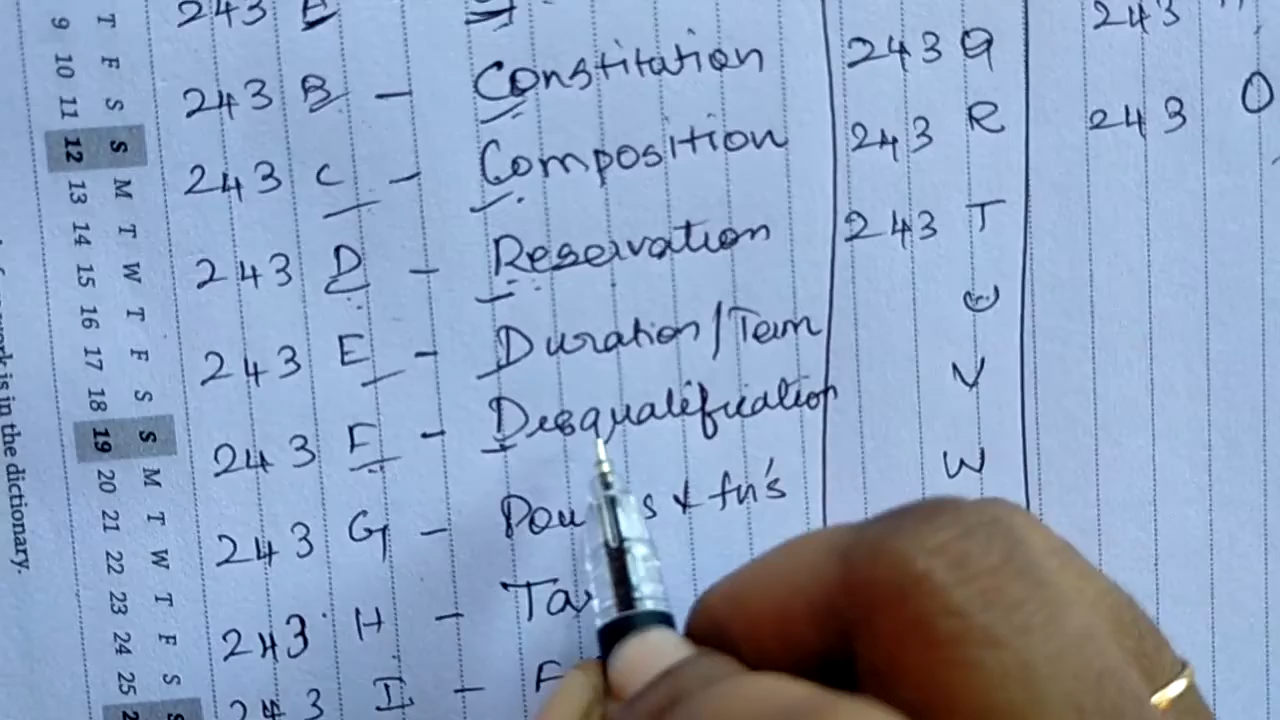 243 A
243 B - Constitation
243 C - Composition
243 D - Reservation
243 E - Duration/Term
243 F - Disqualification
243 G - s & fn's
243 H -
243 I -
243 Q
243 R
243 T
U
V
W
243
243 O
T 9
F 10
S 11
S 12
M 13
T 14
W 15
T 16
F 17
S 18
S 19
M 20
T 21
W 22
T 23
F 24
S 25
S 2
work is in the dictionary.